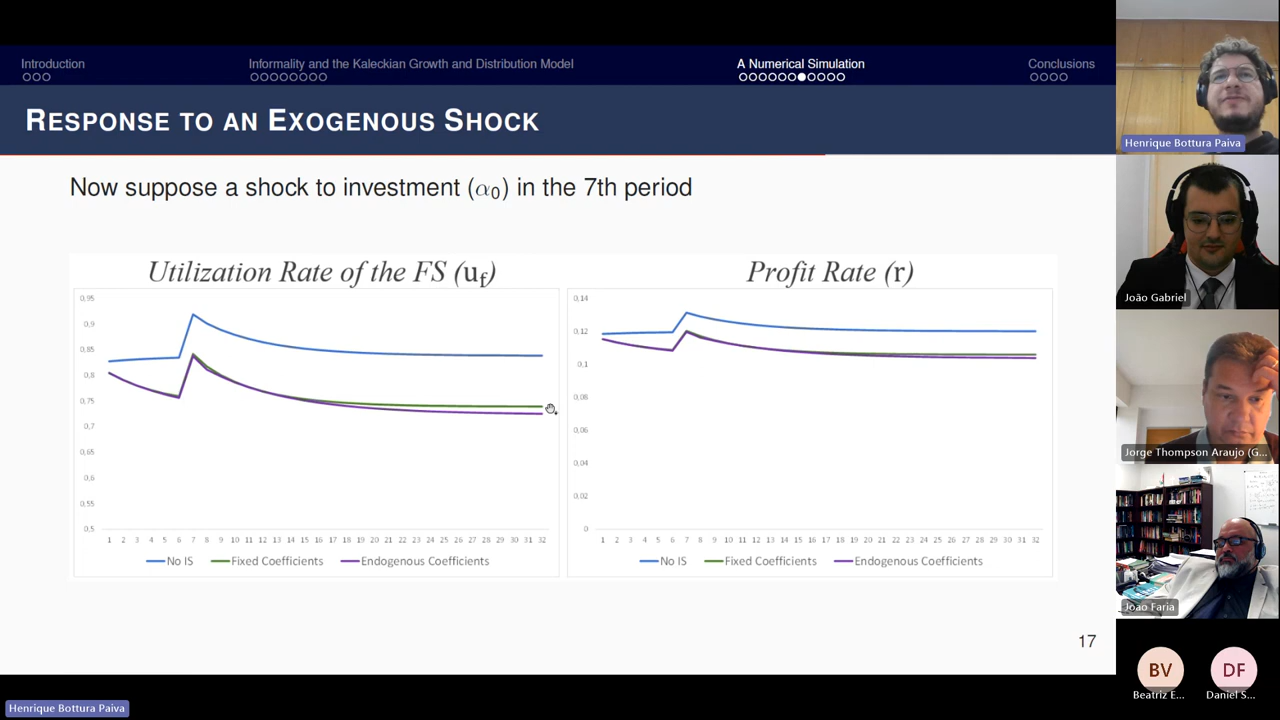 Introduction
Informality and the Kaleckian Growth and Distribution Model
A Numerical Simulation
Conclusions
RESPONSE TO AN EXOGENOUS SHOCK
Now suppose a shock to investment (α0) in the 7th period
Utilization Rate of the FS (uf)
0,95
0,9
0,85
0,8
0,75
0,7
0,65
0,6
0,55
0,5
1 2 3 4 5 6 7 8 9 10 11 12 13 14 15 16 17 18 19 20 21 22 23 24 25 26 27 28 29 30 31 32
No IS Fixed Coefficients Endogenous Coefficients
Profit Rate (r)
0,14
0,12
0,1
0,08
0,06
0,04
0,02
0
1 2 3 4 5 6 7 8 9 10 11 12 13 14 15 16 17 18 19 20 21 22 23 24 25 26 27 28 29 30 31 32
No IS Fixed Coefficients Endogenous Coefficients
17
Henrique Bottura Paiva
João Gabriel
Jorge Thompson Araujo (G...
João Faria
BV
Beatriz E...
DF
Daniel S...
Henrique Bottura Paiva